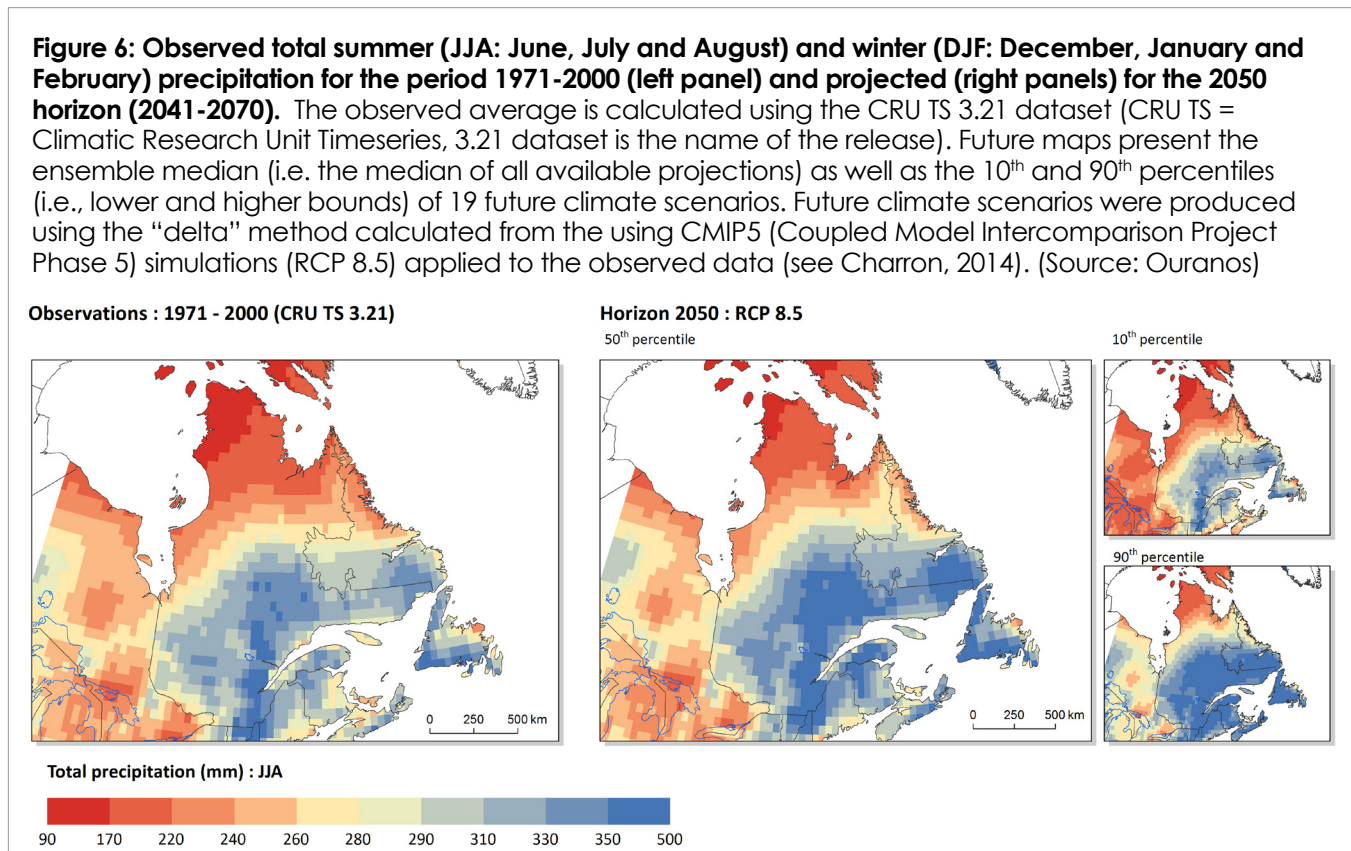 Figure 6: Observed total summer (JJA: June, July and August) and winter (DJF: December, January and
February) precipitation for the period 1971-2000 (left panel) and projected (right panels) for the 2050
horizon (2041-2070). The observed average is calculated using the CRU TS 3.21 dataset (CRU TS =
Climatic Research Unit Timeseries, 3.21 dataset is the name of the release). Future maps present the
ensemble median (i.e. the median of all available projections) as well as the 10th and 90th percentiles
(i.e., lower and higher bounds) of 19 future climate scenarios. Future climate scenarios were produced
using the “delta” method calculated from the using CMIP5 (Coupled Model Intercomparison Project
Phase 5) simulations (RCP 8.5) applied to the observed data (see Charron, 2014). (Source: Ouranos)
Observations : 1971 - 2000 (CRU TS 3.21)
Horizon 2050 : RCP 8.5
50th percentile
10th percentile
90th percentile
0 250 500 km
0 250 500 km
Total precipitation (mm) : JJA
90 170 220 240 260 280 290 310 330 350 500